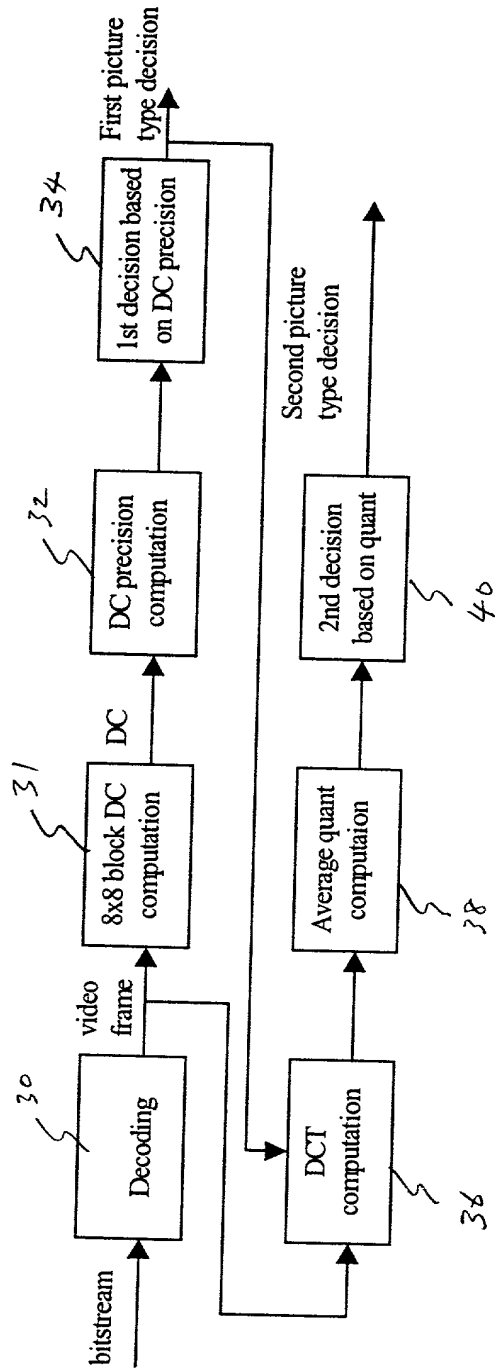 bitstream
30
Decoding
video
frame
31
8x8 block DC
computation
DC
32
DC precision
computation
34
1st decision based
on DC precision
First picture
type decision
DCT
computation
36
Average quant
computaion
38
2nd decision
based on quant
40
Second picture
type decision